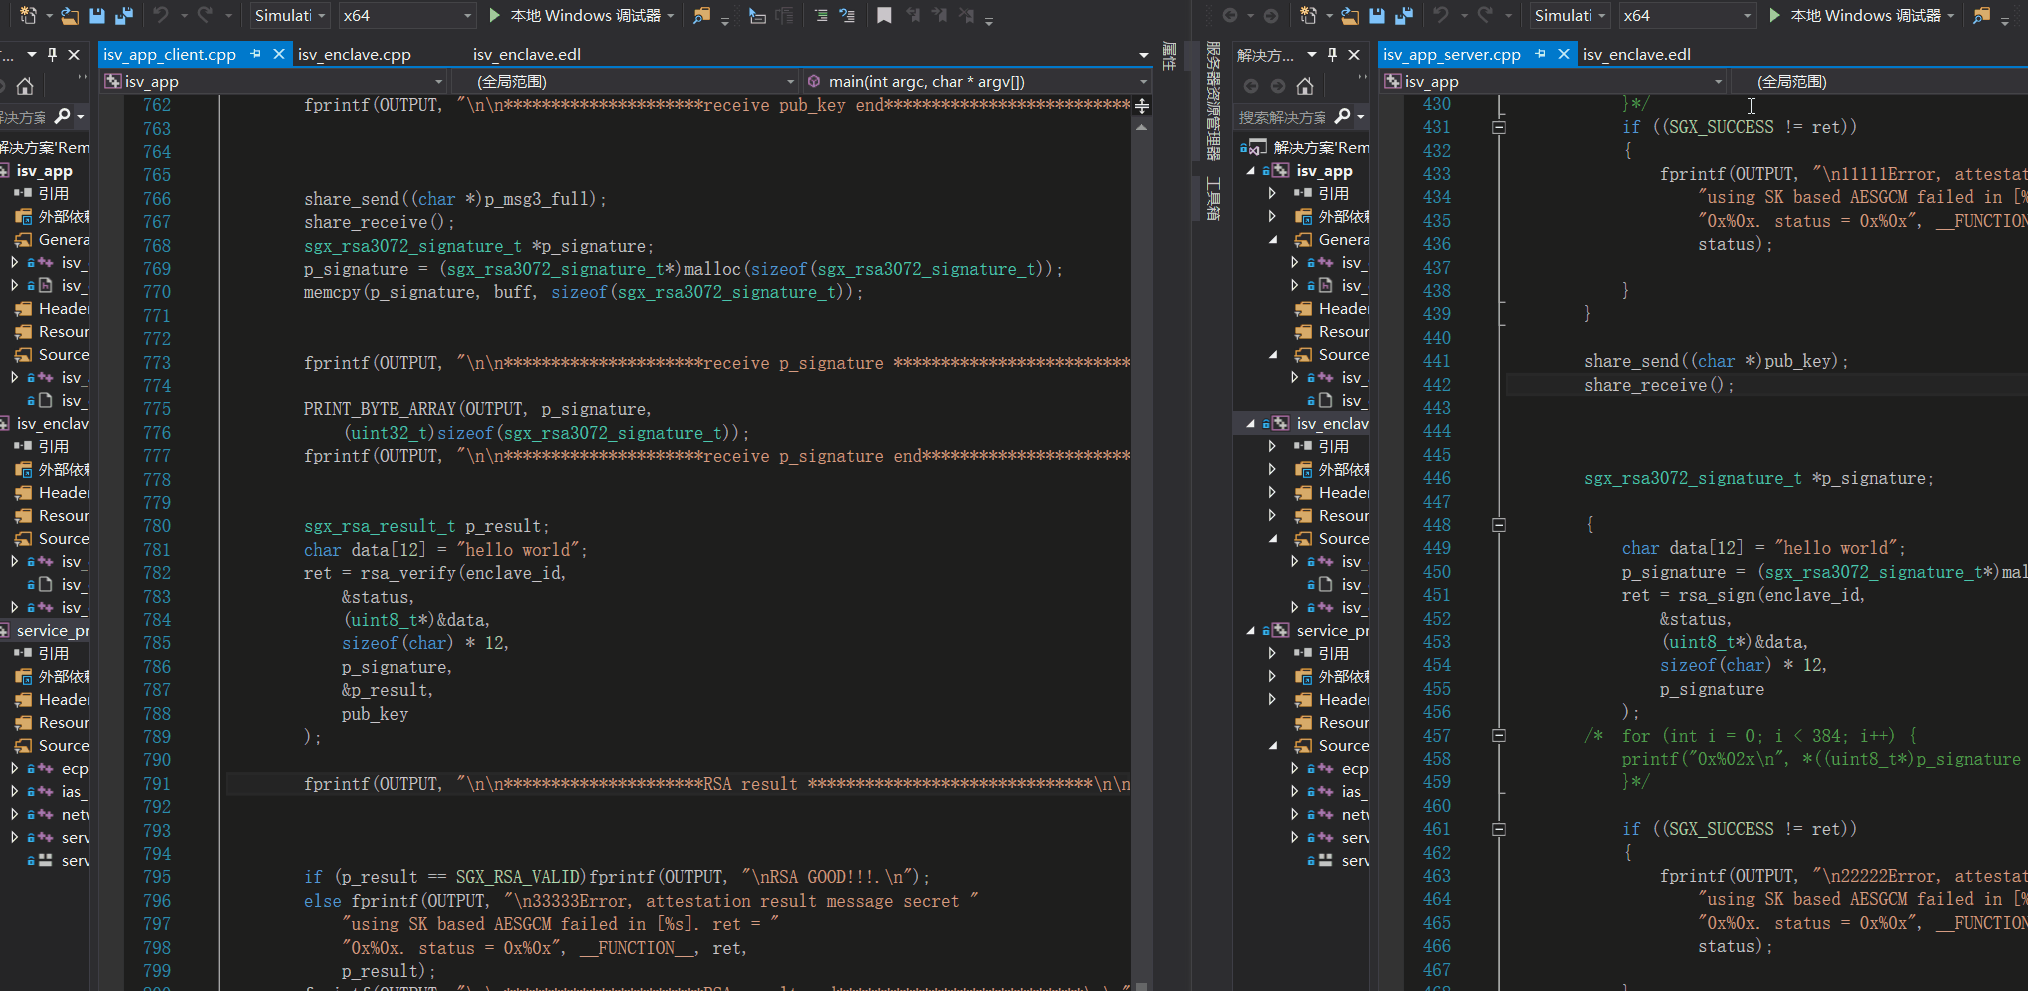 Simulati x64 本地 Windows 调试器
isv_app_client.cpp isv_enclave.cpp isv_enclave.edl
isv_app (全局范围) main(int argc, char * argv[])
解决方案'Rem
isv_app
引用
外部依
Genera
isv_
isv_
Header
Resour
Source
isv_
isv_
isv_enclav
引用
外部依
Header
Resour
Source
isv_
isv_
isv_
service_pr
引用
外部依
Header
Resour
Source
ecp
ias_
netw
serv
serv
762 fprintf(OUTPUT, "\n\n*********************receive pub_key end**************************
763
764
765
766 share_send((char *)p_msg3_full);
767 share_receive();
768 sgx_rsa3072_signature_t *p_signature;
769 p_signature = (sgx_rsa3072_signature_t*)malloc(sizeof(sgx_rsa3072_signature_t));
770 memcpy(p_signature, buff, sizeof(sgx_rsa3072_signature_t));
771
772
773 fprintf(OUTPUT, "\n\n*********************receive p_signature *************************
774
775 PRINT_BYTE_ARRAY(OUTPUT, p_signature,
776 (uint32_t)sizeof(sgx_rsa3072_signature_t));
777 fprintf(OUTPUT, "\n\n*********************receive p_signature end**********************
778
779
780 sgx_rsa_result_t p_result;
781 char data[12] = "hello world";
782 ret = rsa_verify(enclave_id,
783 &status,
784 (uint8_t*)&data,
785 sizeof(char) * 12,
786 p_signature,
787 &p_result,
788 pub_key
789 );
790
791 fprintf(OUTPUT, "\n\n*********************RSA result ******************************\n\n
792
793
794
795 if (p_result == SGX_RSA_VALID)fprintf(OUTPUT, "\nRSA GOOD!!!.\n");
796 else fprintf(OUTPUT, "\n33333Error, attestation result message secret "
797 "using SK based AESGCM failed in [%s]. ret = "
798 "0x%0x. status = 0x%0x", __FUNCTION__, ret,
799 p_result);
属性
服务器资源管理器
工具箱
Simulati x64 本地 Windows 调试器
解决方...
搜索解决方案
解决方案'Rem
isv_app
引用
外部依
Genera
isv_
isv_
Header
Resour
Source
isv_
isv_
isv_enclav
引用
外部依
Header
Resour
Source
isv_
isv_
isv_
service_pr
引用
外部依
Header
Resour
Source
ecp
ias_
netw
serv
serv
isv_app_server.cpp isv_enclave.edl
isv_app (全局范围)
430 }*/
431 if ((SGX_SUCCESS != ret))
432 {
433 fprintf(OUTPUT, "\n11111Error, attesta
434 "using SK based AESGCM failed in [%
435 "0x%0x. status = 0x%0x", __FUNCTION
436 status);
437
438 }
439 }
440
441 share_send((char *)pub_key);
442 share_receive();
443
444
445
446 sgx_rsa3072_signature_t *p_signature;
447
448 {
449 char data[12] = "hello world";
450 p_signature = (sgx_rsa3072_signature_t*)mal
451 ret = rsa_sign(enclave_id,
452 &status,
453 (uint8_t*)&data,
454 sizeof(char) * 12,
455 p_signature
456 );
457 /* for (int i = 0; i < 384; i++) {
458 printf("0x%02x\n", *((uint8_t*)p_signature
459 }*/
460
461 if ((SGX_SUCCESS != ret))
462 {
463 fprintf(OUTPUT, "\n22222Error, attesta
464 "using SK based AESGCM failed in [%
465 "0x%0x. status = 0x%0x", __FUNCTION
466 status);
467